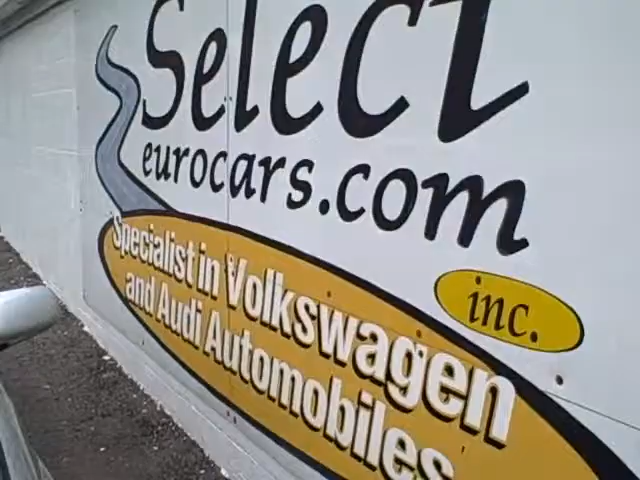 Select
eurocars.com
inc.
Specialist in Volkswagen
and Audi Automobiles